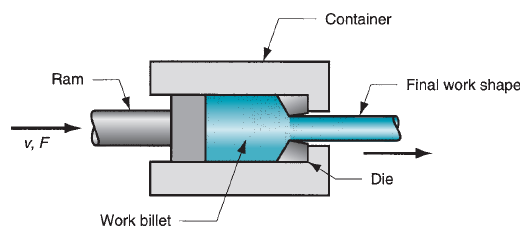 Container
Ram
Final work shape
v, F
Die
Work billet